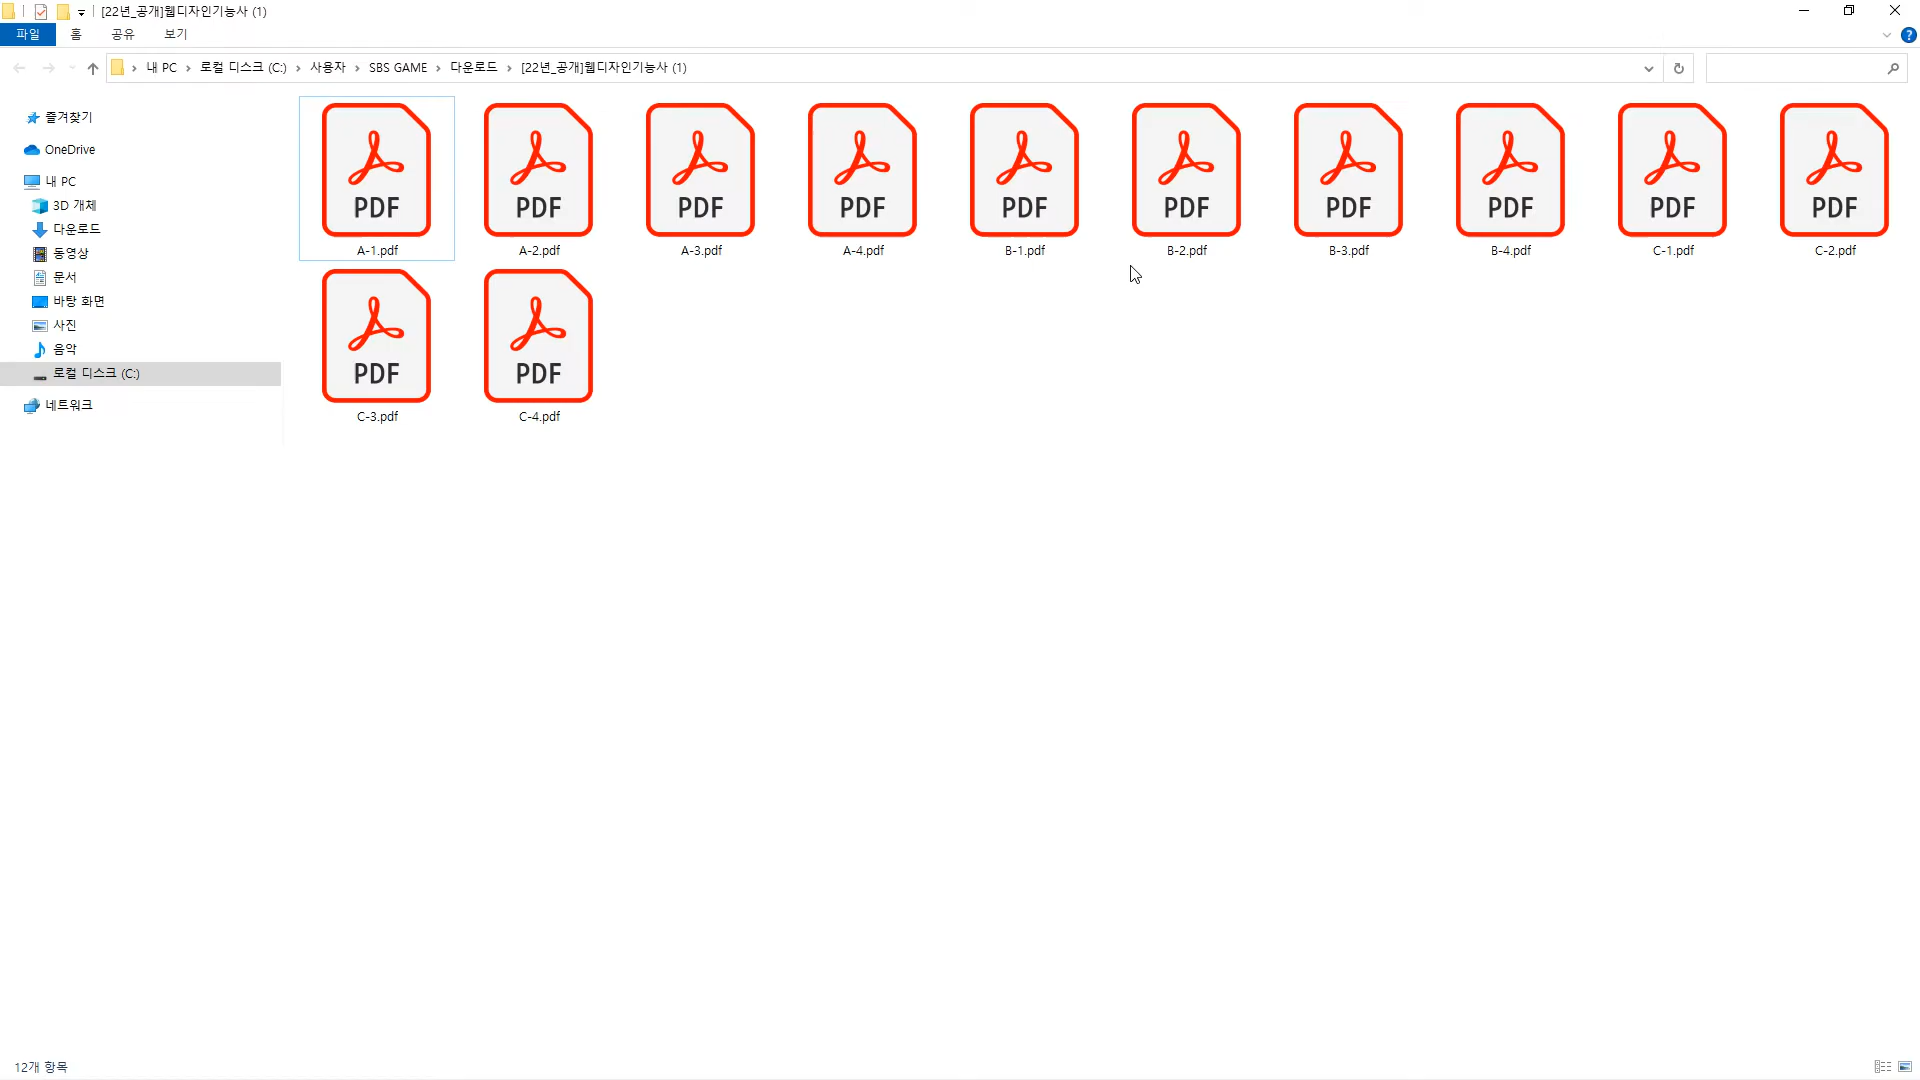 [22년_공개]웹디자인기능사 (1)
파일 홈 공유 보기
내 PC 로컬 디스크 (C:) 사용자 SBS GAME 다운로드 [22년_공개]웹디자인기능사 (1)
즐겨찾기
OneDrive
내 PC
3D 개체
다운로드
동영상
문서
바탕 화면
사진
음악
로컬 디스크 (C:)
네트워크
PDF PDF PDF PDF PDF PDF PDF PDF PDF PDF
A-1.pdf A-2.pdf A-3.pdf A-4.pdf B-1.pdf B-2.pdf B-3.pdf B-4.pdf C-1.pdf C-2.pdf
PDF PDF
C-3.pdf C-4.pdf
12개 항목